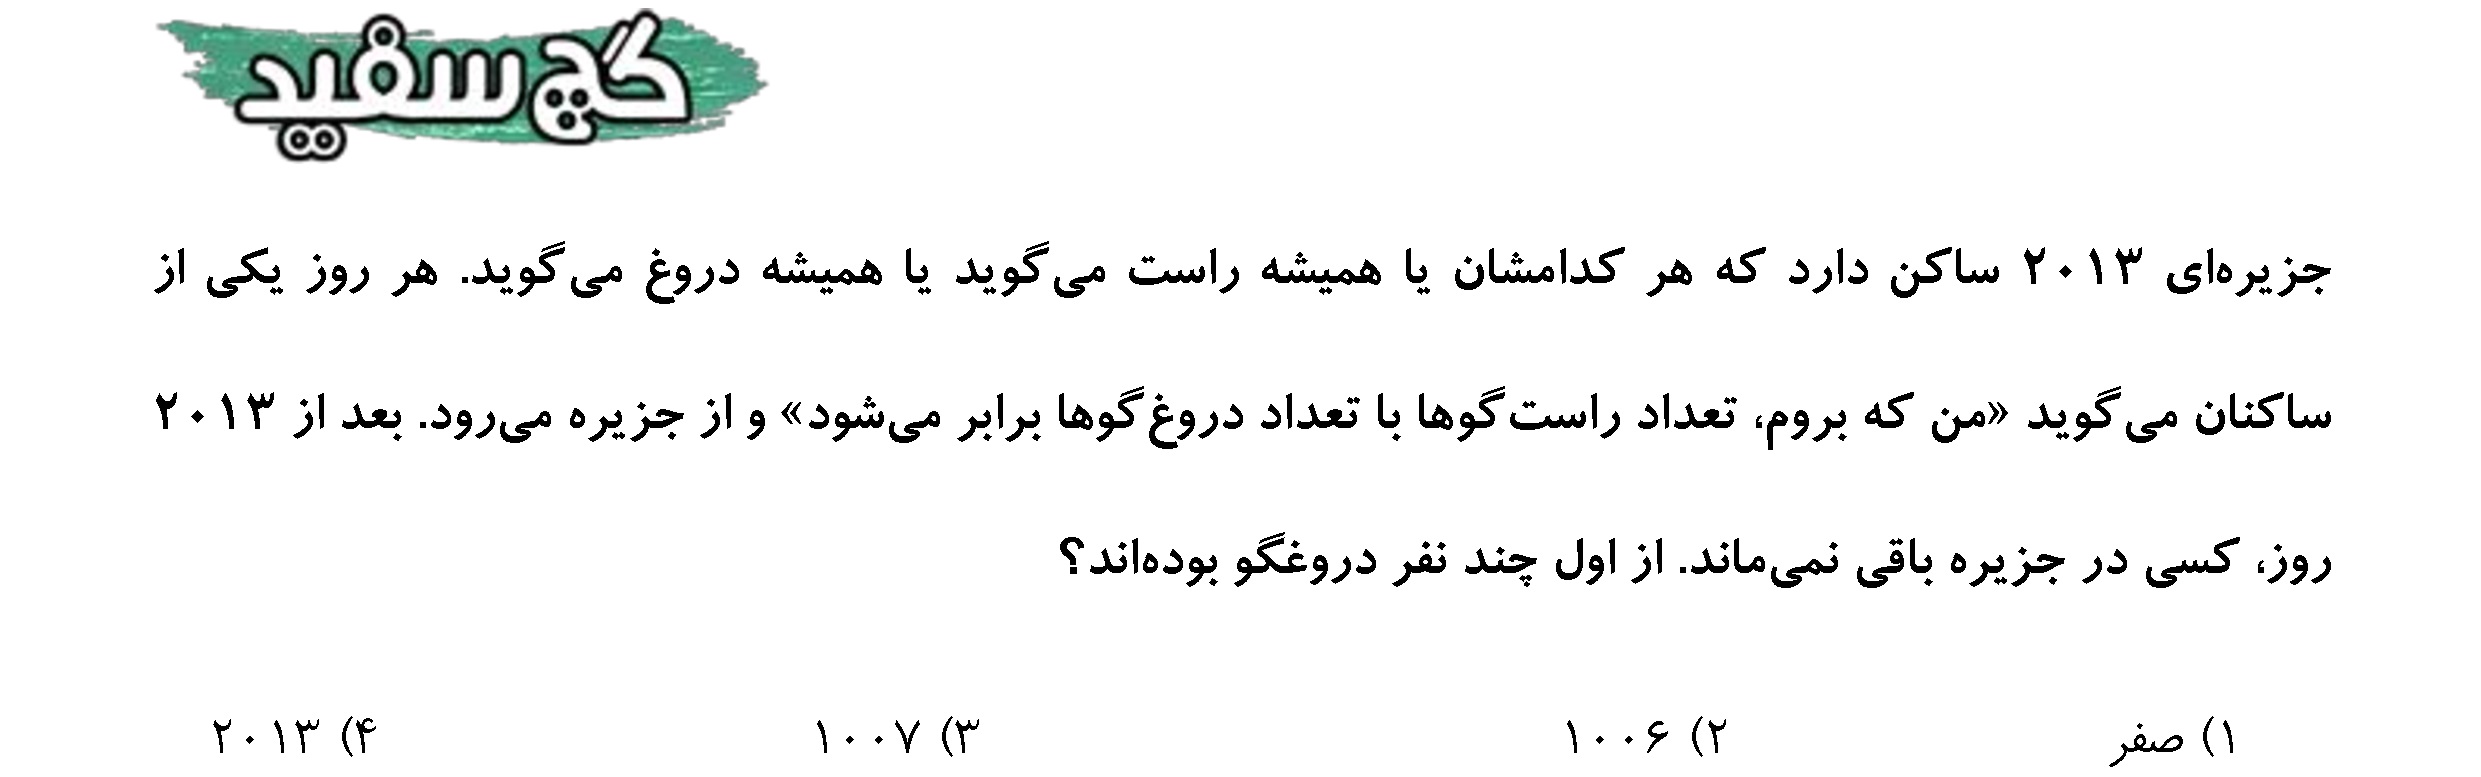 گچ سفید
جزیره‌ای ۲۰۱۳ ساکن دارد که هر کدامشان یا همیشه راست می‌گوید یا همیشه دروغ می‌گوید. هر روز یکی از
ساکنان می‌گوید «من که بروم، تعداد راست‌گوها با تعداد دروغ‌گوها برابر می‌شود» و از جزیره می‌رود. بعد از ۲۰۱۳
روز، کسی در جزیره باقی نمی‌ماند. از اول چند نفر دروغگو بوده‌اند؟
۱) صفر ۲) ۱۰۰۶ ۳) ۱۰۰۷ ۴) ۲۰۱۳